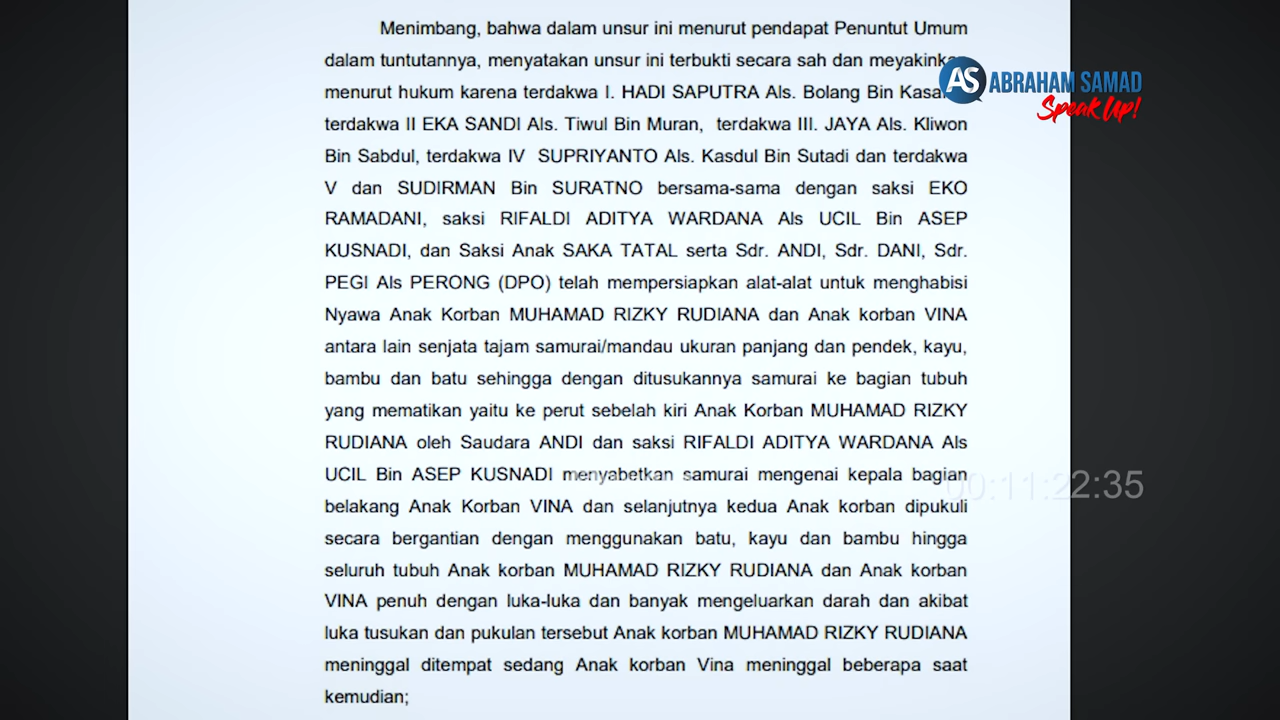 Menimbang, bahwa dalam unsur ini menurut pendapat Penuntut Umum
dalam tuntutannya, menyatakan unsur ini terbukti secara sah dan meyakinkan
menurut hukum karena terdakwa I. HADI SAPUTRA Als. Bolang Bin
terdakwa II EKA SANDI Als. Tiwul Bin Muran, terdakwa III. JAYA Als. Kliwon
Bin Sabdul, terdakwa IV SUPRIYANTO Als. Kasdul Bin Sutadi dan terdakwa
V dan SUDIRMAN Bin SURATNO bersama-sama dengan saksi EKO
RAMADANI, saksi RIFALDI ADITYA WARDANA Als UCIL Bin ASEP
KUSNADI, dan Saksi Anak SAKA TATAL serta Sdr. ANDI, Sdr. DANI, Sdr.
PEGI Als PERONG (DPO) telah mempersiapkan alat-alat untuk menghabisi
Nyawa Anak Korban MUHAMAD RIZKY RUDIANA dan Anak korban VINA
antara lain senjata tajam samurai/mandau ukuran panjang dan pendek, kayu,
bambu dan batu sehingga dengan ditusukannya samurai ke bagian tubuh
yang mematikan yaitu ke perut sebelah kiri Anak Korban MUHAMAD RIZKY
RUDIANA oleh Saudara ANDI dan saksi RIFALDI ADITYA WARDANA Als
UCIL Bin ASEP KUSNADI menyabetkan samurai mengenai kepala bagian
belakang Anak Korban VINA dan selanjutnya kedua Anak korban dipukuli
secara bergantian dengan menggunakan batu, kayu dan bambu hingga
seluruh tubuh Anak korban MUHAMAD RIZKY RUDIANA dan Anak korban
VINA penuh dengan luka-luka dan banyak mengeluarkan darah dan akibat
luka tusukan dan pukulan tersebut Anak korban MUHAMAD RIZKY RUDIANA
meninggal ditempat sedang Anak korban Vina meninggal beberapa saat
kemudian;
AS ABRAHAM SAMAD
Speak Up!
00:11:22:35